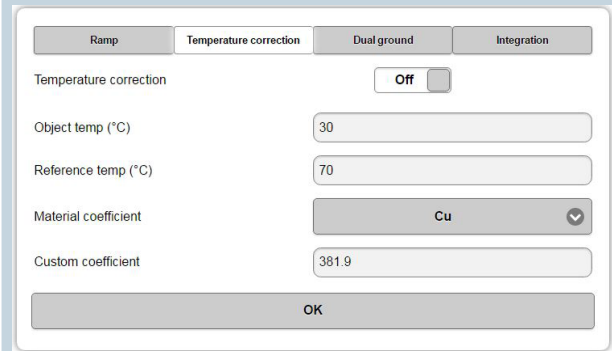 Ramp Temperature correction Dual ground Integration
Temperature correction Off
Object temp (°C) 30
Reference temp (°C) 70
Material coefficient Cu
Custom coefficient 381.9
OK